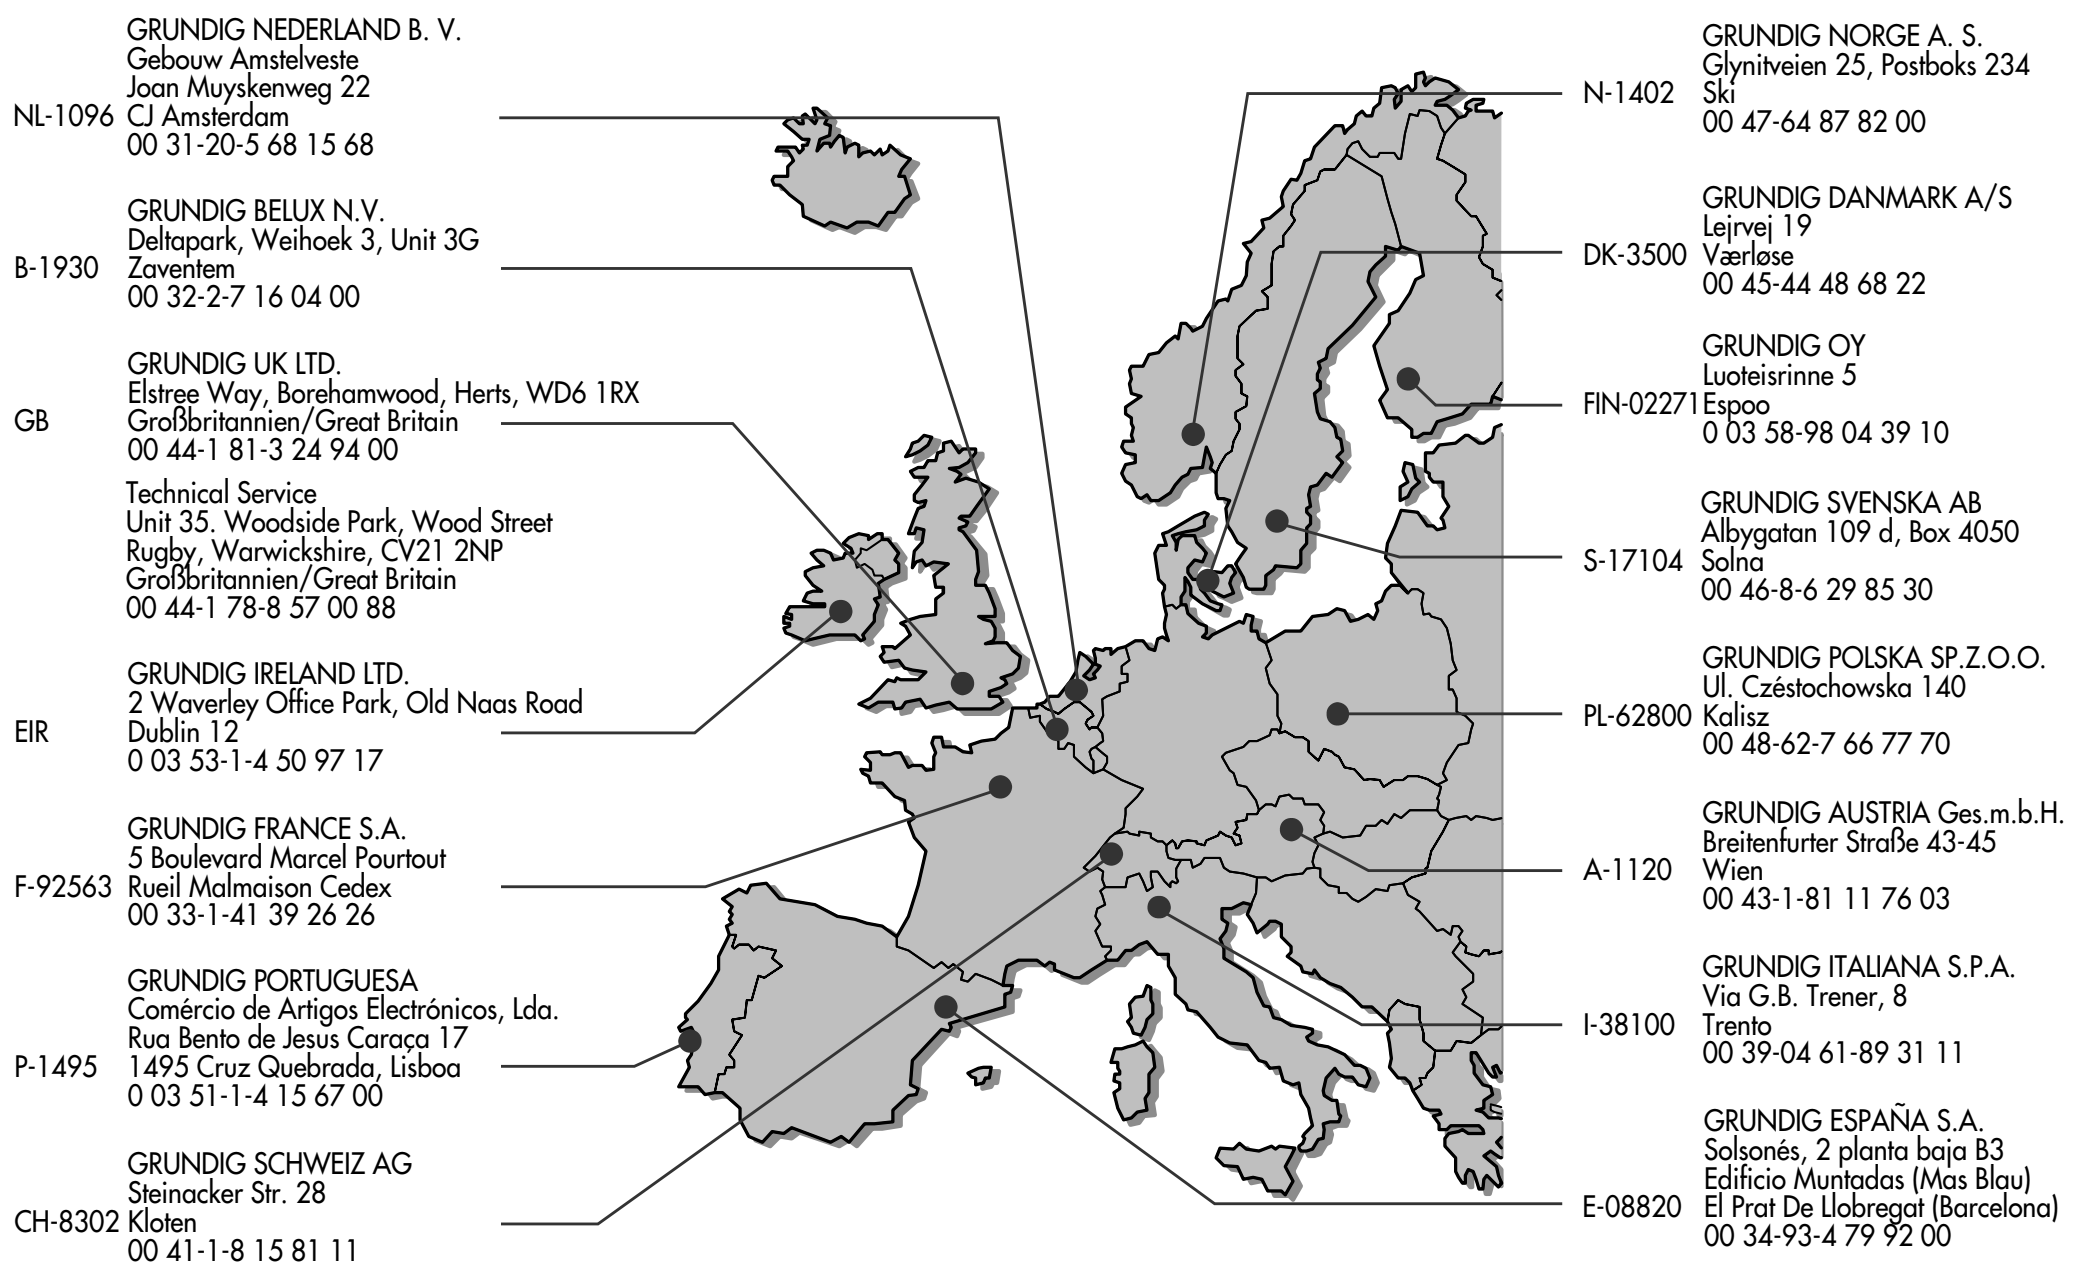 GRUNDIG NEDERLAND B. V.
Gebouw Amstelveste
Joan Muyskenweg 22
NL-1096 CJ Amsterdam
00 31-20-5 68 15 68
GRUNDIG BELUX N.V.
Deltapark, Weihoek 3, Unit 3G
B-1930 Zaventem
00 32-2-7 16 04 00
GRUNDIG UK LTD.
Elstree Way, Borehamwood, Herts, WD6 1RX
GB Großbritannien/Great Britain
00 44-1 81-3 24 94 00
Technical Service
Unit 35. Woodside Park, Wood Street
Rugby, Warwickshire, CV21 2NP
Großbritannien/Great Britain
00 44-1 78-8 57 00 88
GRUNDIG IRELAND LTD.
2 Waverley Office Park, Old Naas Road
EIR Dublin 12
0 03 53-1-4 50 97 17
GRUNDIG FRANCE S.A.
5 Boulevard Marcel Pourtout
F-92563 Rueil Malmaison Cedex
00 33-1-41 39 26 26
GRUNDIG PORTUGUESA
Comércio de Artigos Electrónicos, Lda.
Rua Bento de Jesus Caraça 17
P-1495 1495 Cruz Quebrada, Lisboa
0 03 51-1-4 15 67 00
GRUNDIG SCHWEIZ AG
Steinacker Str. 28
CH-8302 Kloten
00 41-1-8 15 81 11
GRUNDIG NORGE A. S.
Glynitveien 25, Postboks 234
N-1402 Ski
00 47-64 87 82 00
GRUNDIG DANMARK A/S
Lejrvej 19
DK-3500 Værløse
00 45-44 48 68 22
GRUNDIG OY
Luoteisrinne 5
FIN-02271 Espoo
0 03 58-98 04 39 10
GRUNDIG SVENSKA AB
Albygatan 109 d, Box 4050
S-17104 Solna
00 46-8-6 29 85 30
GRUNDIG POLSKA SP.Z.O.O.
Ul. Czéstochowska 140
PL-62800 Kalisz
00 48-62-7 66 77 70
GRUNDIG AUSTRIA Ges.m.b.H.
Breitenfurter Straße 43-45
A-1120 Wien
00 43-1-81 11 76 03
GRUNDIG ITALIANA S.P.A.
Via G.B. Trener, 8
I-38100 Trento
00 39-04 61-89 31 11
GRUNDIG ESPAÑA S.A.
Solsonés, 2 planta baja B3
Edificio Muntadas (Mas Blau)
E-08820 El Prat De Llobregat (Barcelona)
00 34-93-4 79 92 00